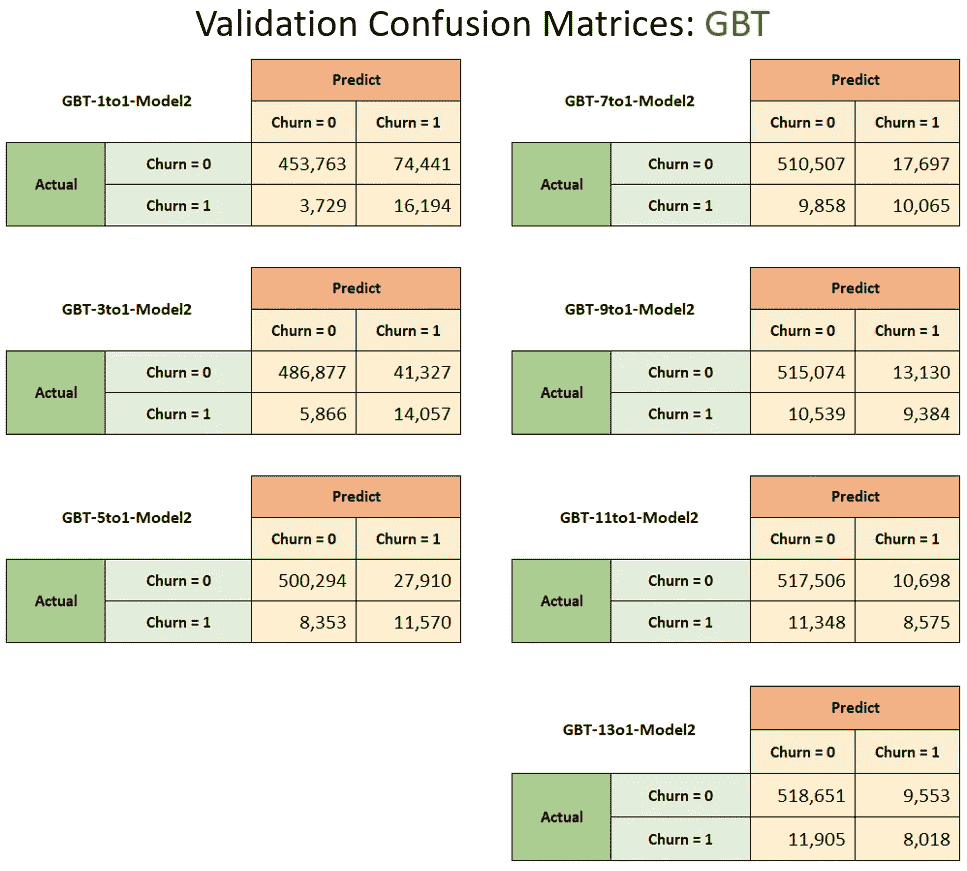 Validation Confusion Matrices: GBT
GBT-1to1-Model2
Predict
Churn = 0 Churn = 1
Actual
Churn = 0 453,763 74,441
Churn = 1 3,729 16,194
GBT-3to1-Model2
Predict
Churn = 0 Churn = 1
Actual
Churn = 0 486,877 41,327
Churn = 1 5,866 14,057
GBT-5to1-Model2
Predict
Churn = 0 Churn = 1
Actual
Churn = 0 500,294 27,910
Churn = 1 8,353 11,570
GBT-7to1-Model2
Predict
Churn = 0 Churn = 1
Actual
Churn = 0 510,507 17,697
Churn = 1 9,858 10,065
GBT-9to1-Model2
Predict
Churn = 0 Churn = 1
Actual
Churn = 0 515,074 13,130
Churn = 1 10,539 9,384
GBT-11to1-Model2
Predict
Churn = 0 Churn = 1
Actual
Churn = 0 517,506 10,698
Churn = 1 11,348 8,575
GBT-13o1-Model2
Predict
Churn = 0 Churn = 1
Actual
Churn = 0 518,651 9,553
Churn = 1 11,905 8,018